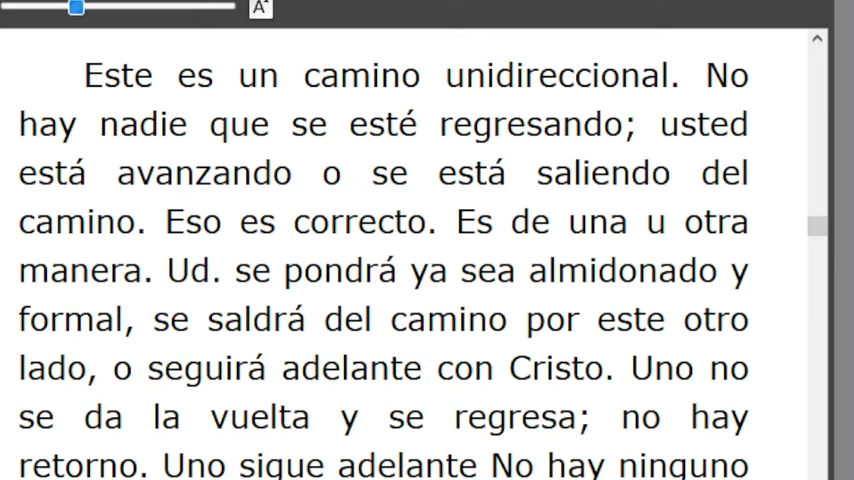 A
Este es un camino unidireccional. No
hay nadie que se esté regresando; usted
está avanzando o se está saliendo del
camino. Eso es correcto. Es de una u otra
manera. Ud. se pondrá ya sea almidonado y
formal, se saldrá del camino por este otro
lado, o seguirá adelante con Cristo. Uno no
se da la vuelta y se regresa; no hay
retorno. Uno sigue adelante No hay ninguno